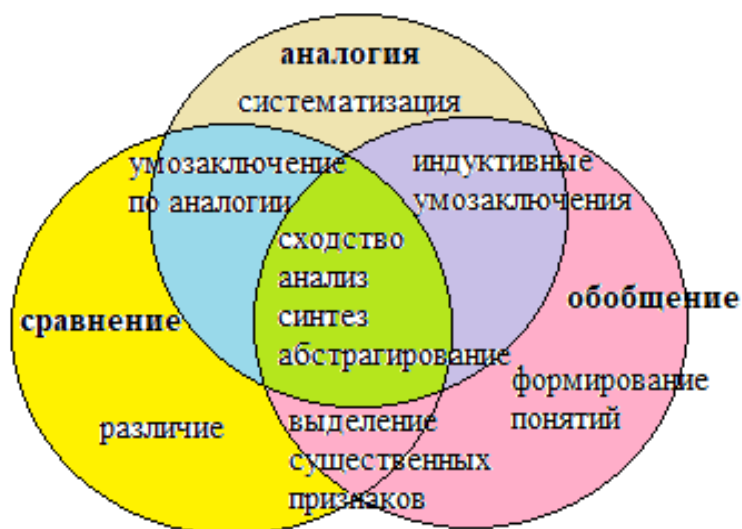 аналогия
систематизация
умозаключение
по аналогии
индуктивные
умозаключения
сходство
анализ
синтез
абстрагирование
сравнение
обобщение
различие
формирование
понятий
выделение
существенных
признаков